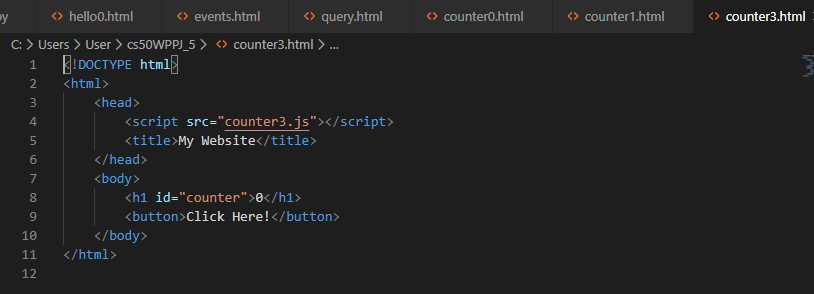 py hello0.html events.html query.html counter0.html counter1.html counter3.html
C: > Users > User > cs50WPPJ_5 > counter3.html > ...
1 <!DOCTYPE html>
2 <html>
3     <head>
4         <script src="counter3.js"></script>
5         <title>My Website</title>
6     </head>
7     <body>
8         <h1 id="counter">0</h1>
9         <button>Click Here!</button>
10     </body>
11 </html>
12